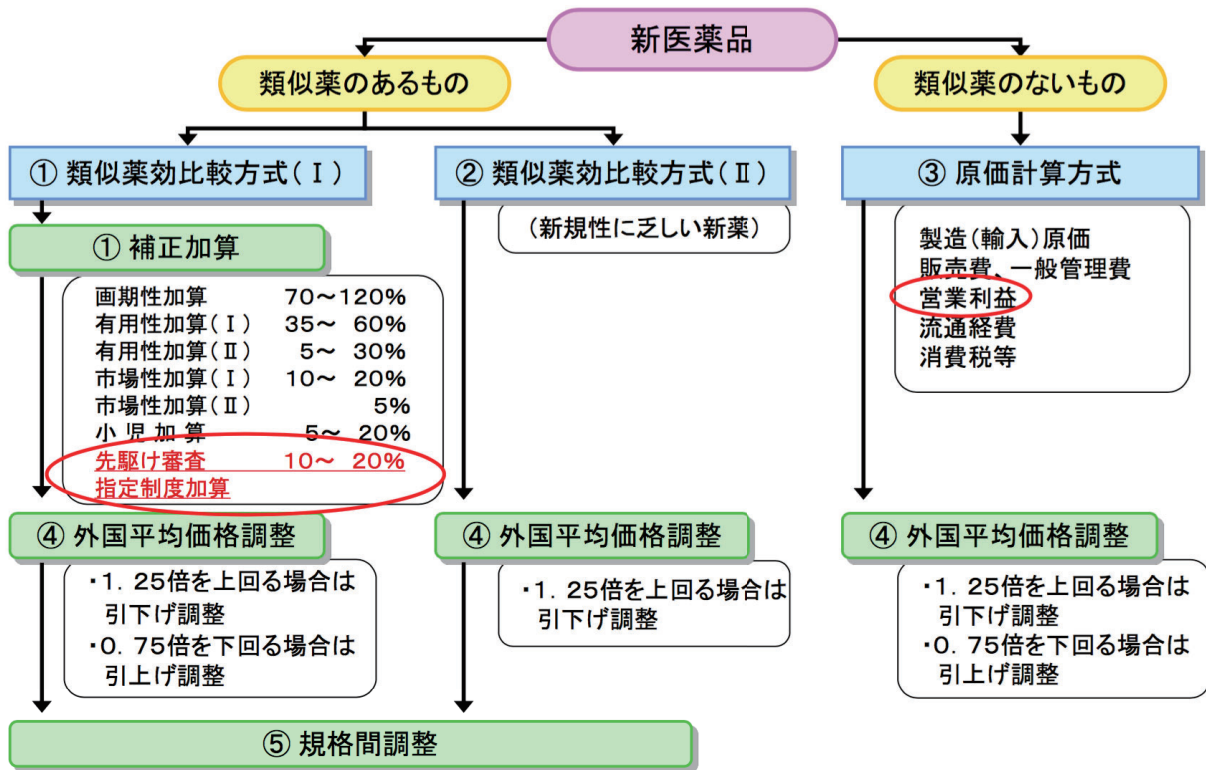 新医薬品
類似薬のあるもの
類似薬のないもの
① 類似薬効比較方式(Ⅰ)
② 類似薬効比較方式(Ⅱ)
③ 原価計算方式
(新規性に乏しい新薬)
① 補正加算
画期性加算 70～120%
有用性加算(Ⅰ) 35～ 60%
有用性加算(Ⅱ) 5～ 30%
市場性加算(Ⅰ) 10～ 20%
市場性加算(Ⅱ) 5%
小 児 加 算 5～ 20%
先駆け審査 10～ 20%
指定制度加算
製造(輸入)原価
販売費、一般管理費
営業利益
流通経費
消費税等
④ 外国平均価格調整
・1．25倍を上回る場合は
引下げ調整
・0．75倍を下回る場合は
引上げ調整
④ 外国平均価格調整
・1．25倍を上回る場合は
引下げ調整
④ 外国平均価格調整
・1．25倍を上回る場合は
引下げ調整
・0．75倍を下回る場合は
引上げ調整
⑤ 規格間調整